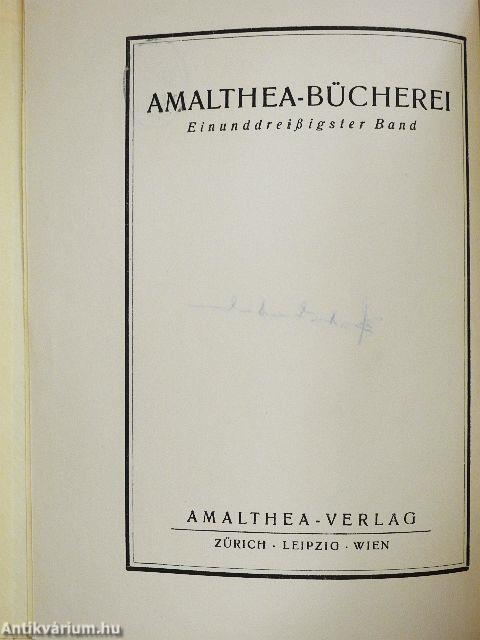 AMALTHEA-BÜCHEREI
Einunddreißigster Band
AMALTHEA-VERLAG
ZÜRICH · LEIPZIG · WIEN
Antikvárium.hu